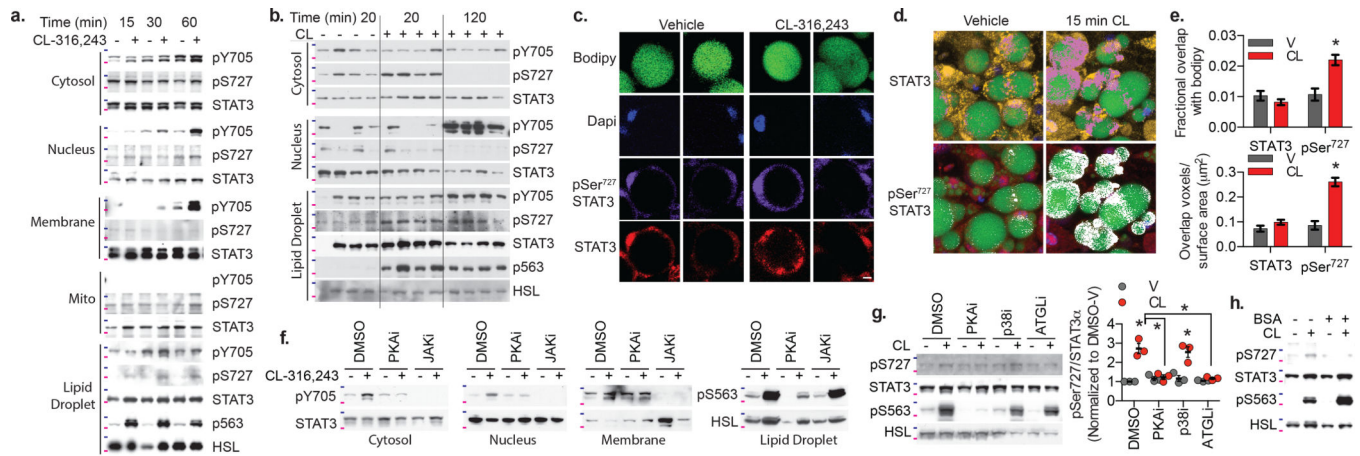 a.
Time (min) 15 30 60
CL-316,243 - + - + - +
Cytosol
pY705
pS727
STAT3
Nucleus
pY705
pS727
STAT3
Membrane
pY705
pS727
STAT3
Mito
pY705
pS727
STAT3
Lipid
Droplet
pY705
pS727
STAT3
p563
HSL
b.
Time (min) 20 20 120
CL - - - - + + + + + + + +
Cytosol
pY705
pS727
STAT3
Nucleus
pY705
pS727
STAT3
Lipid Droplet
pY705
pS727
STAT3
p563
HSL
c.
Vehicle CL-316,243
Bodipy
Dapi
pSer727
STAT3
STAT3
d.
Vehicle 15 min CL
STAT3
pSer727
STAT3
e.
Fractional overlap
with bodipy
0.03
0.02
0.01
0.00
V
CL
*
STAT3 pSer727
Overlap voxels/
surface area (μm2)
0.3
0.2
0.1
0.0
V
CL
*
STAT3 pSer727
f.
DMSO PKAi JAKi DMSO PKAi JAKi DMSO PKAi JAKi DMSO PKAi JAKi
CL-316,243 - + - + - + - + - + - + - + - + - + - + - + - +
pY705
STAT3
pS563
HSL
Cytosol Nucleus Membrane Lipid Droplet
g.
DMSO PKAi p38i ATGLi
CL - + - + - + - +
pS727
STAT3
pS563
HSL
pSer727/STAT3α
(Normalized to DMSO-V)
V
CL
4
3
2
1
0
* * * *
DMSO PKAi p38i ATGLi
h.
BSA - - + +
CL - + - +
pS727
STAT3
pS563
HSL